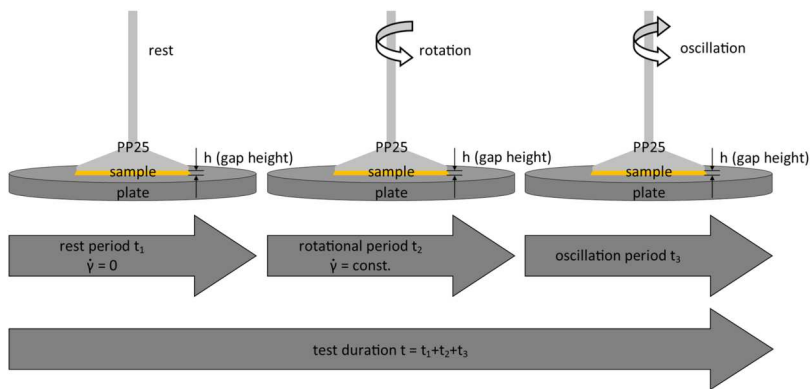 rest
rotation
oscillation
PP25
PP25
PP25
h (gap height)
h (gap height)
h (gap height)
sample
sample
sample
plate
plate
plate
rest period t₁
γ̇ = 0
rotational period t₂
γ̇ = const.
oscillation period t₃
test duration t = t₁+t₂+t₃